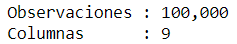 Observaciones : 100,000
Columnas      : 9